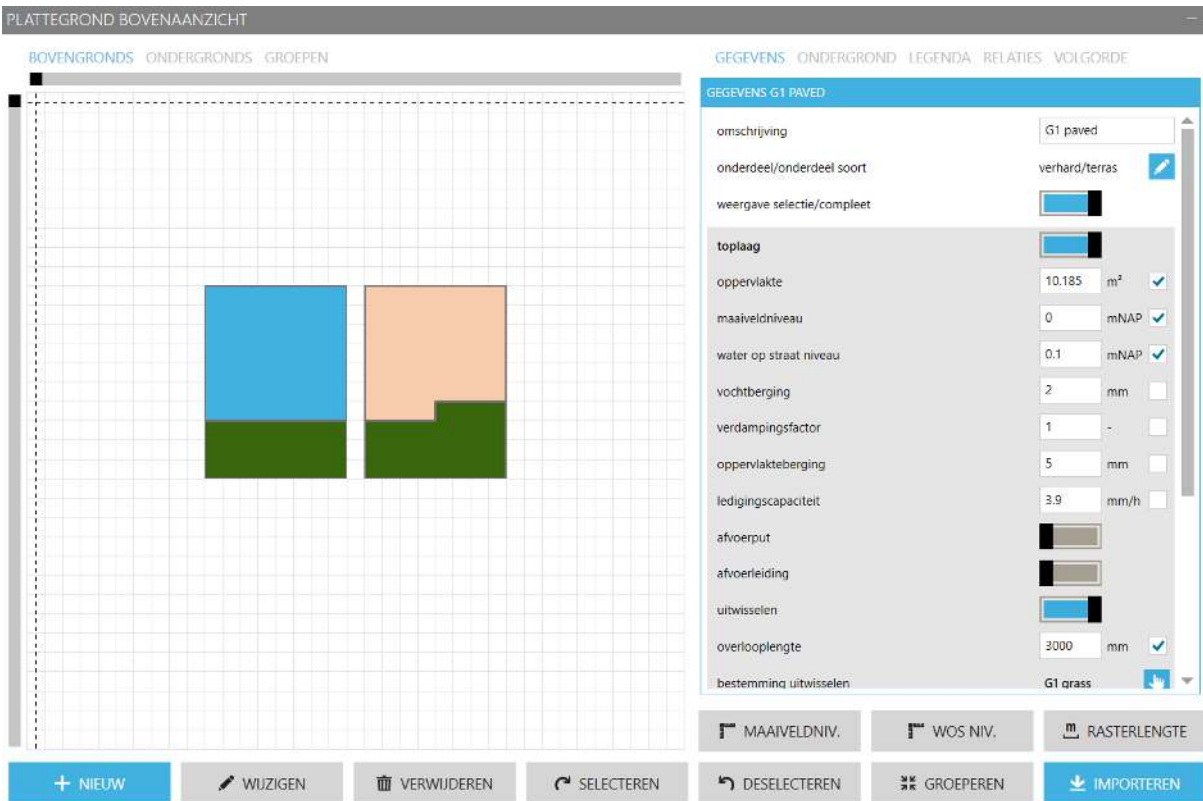 PLATTEGROND BOVENAANZICHT
BOVENGRONDS ONDERGRONDS GROEPEN
GEGEVENS ONDERGROND LEGENDA RELATIES VOLGORDE
GEGEVENS G1 PAVED
omschrijving G1 paved
onderdeel/onderdeel soort verhard/terras
weergave selectie/compleet
toplaag
oppervlakte 10.185 m²
maaiveldniveau 0 mNAP
water op straat niveau 0.1 mNAP
vochtberging 2 mm
verdampingsfactor 1 -
oppervlakteberging 5 mm
ledigingscapaciteit 3.9 mm/h
afvoerput
afvoerleiding
uitwisselen
overlooplengte 3000 mm
bestemming uitwisselen G1 grass
MAAIVELDNIV. WOS NIV. RASTERLENGTE
NIEUW WIJZIGEN VERWIJDEREN SELECTEREN DESELECTEREN GROEPEREN IMPORTEREN